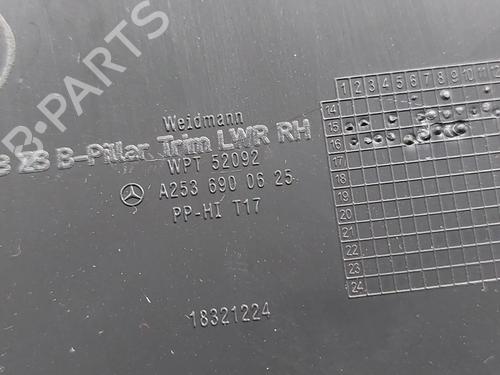 B-PARTS
Weidmann
B-Pillar Trim LWR RH
WPT 52092
A253 690 06 25
PP-HI T17
18321224
1 2 3 4 5 6 7 8 9 10 11 12
14
15
16
17
18
19
20
21
22
23
24